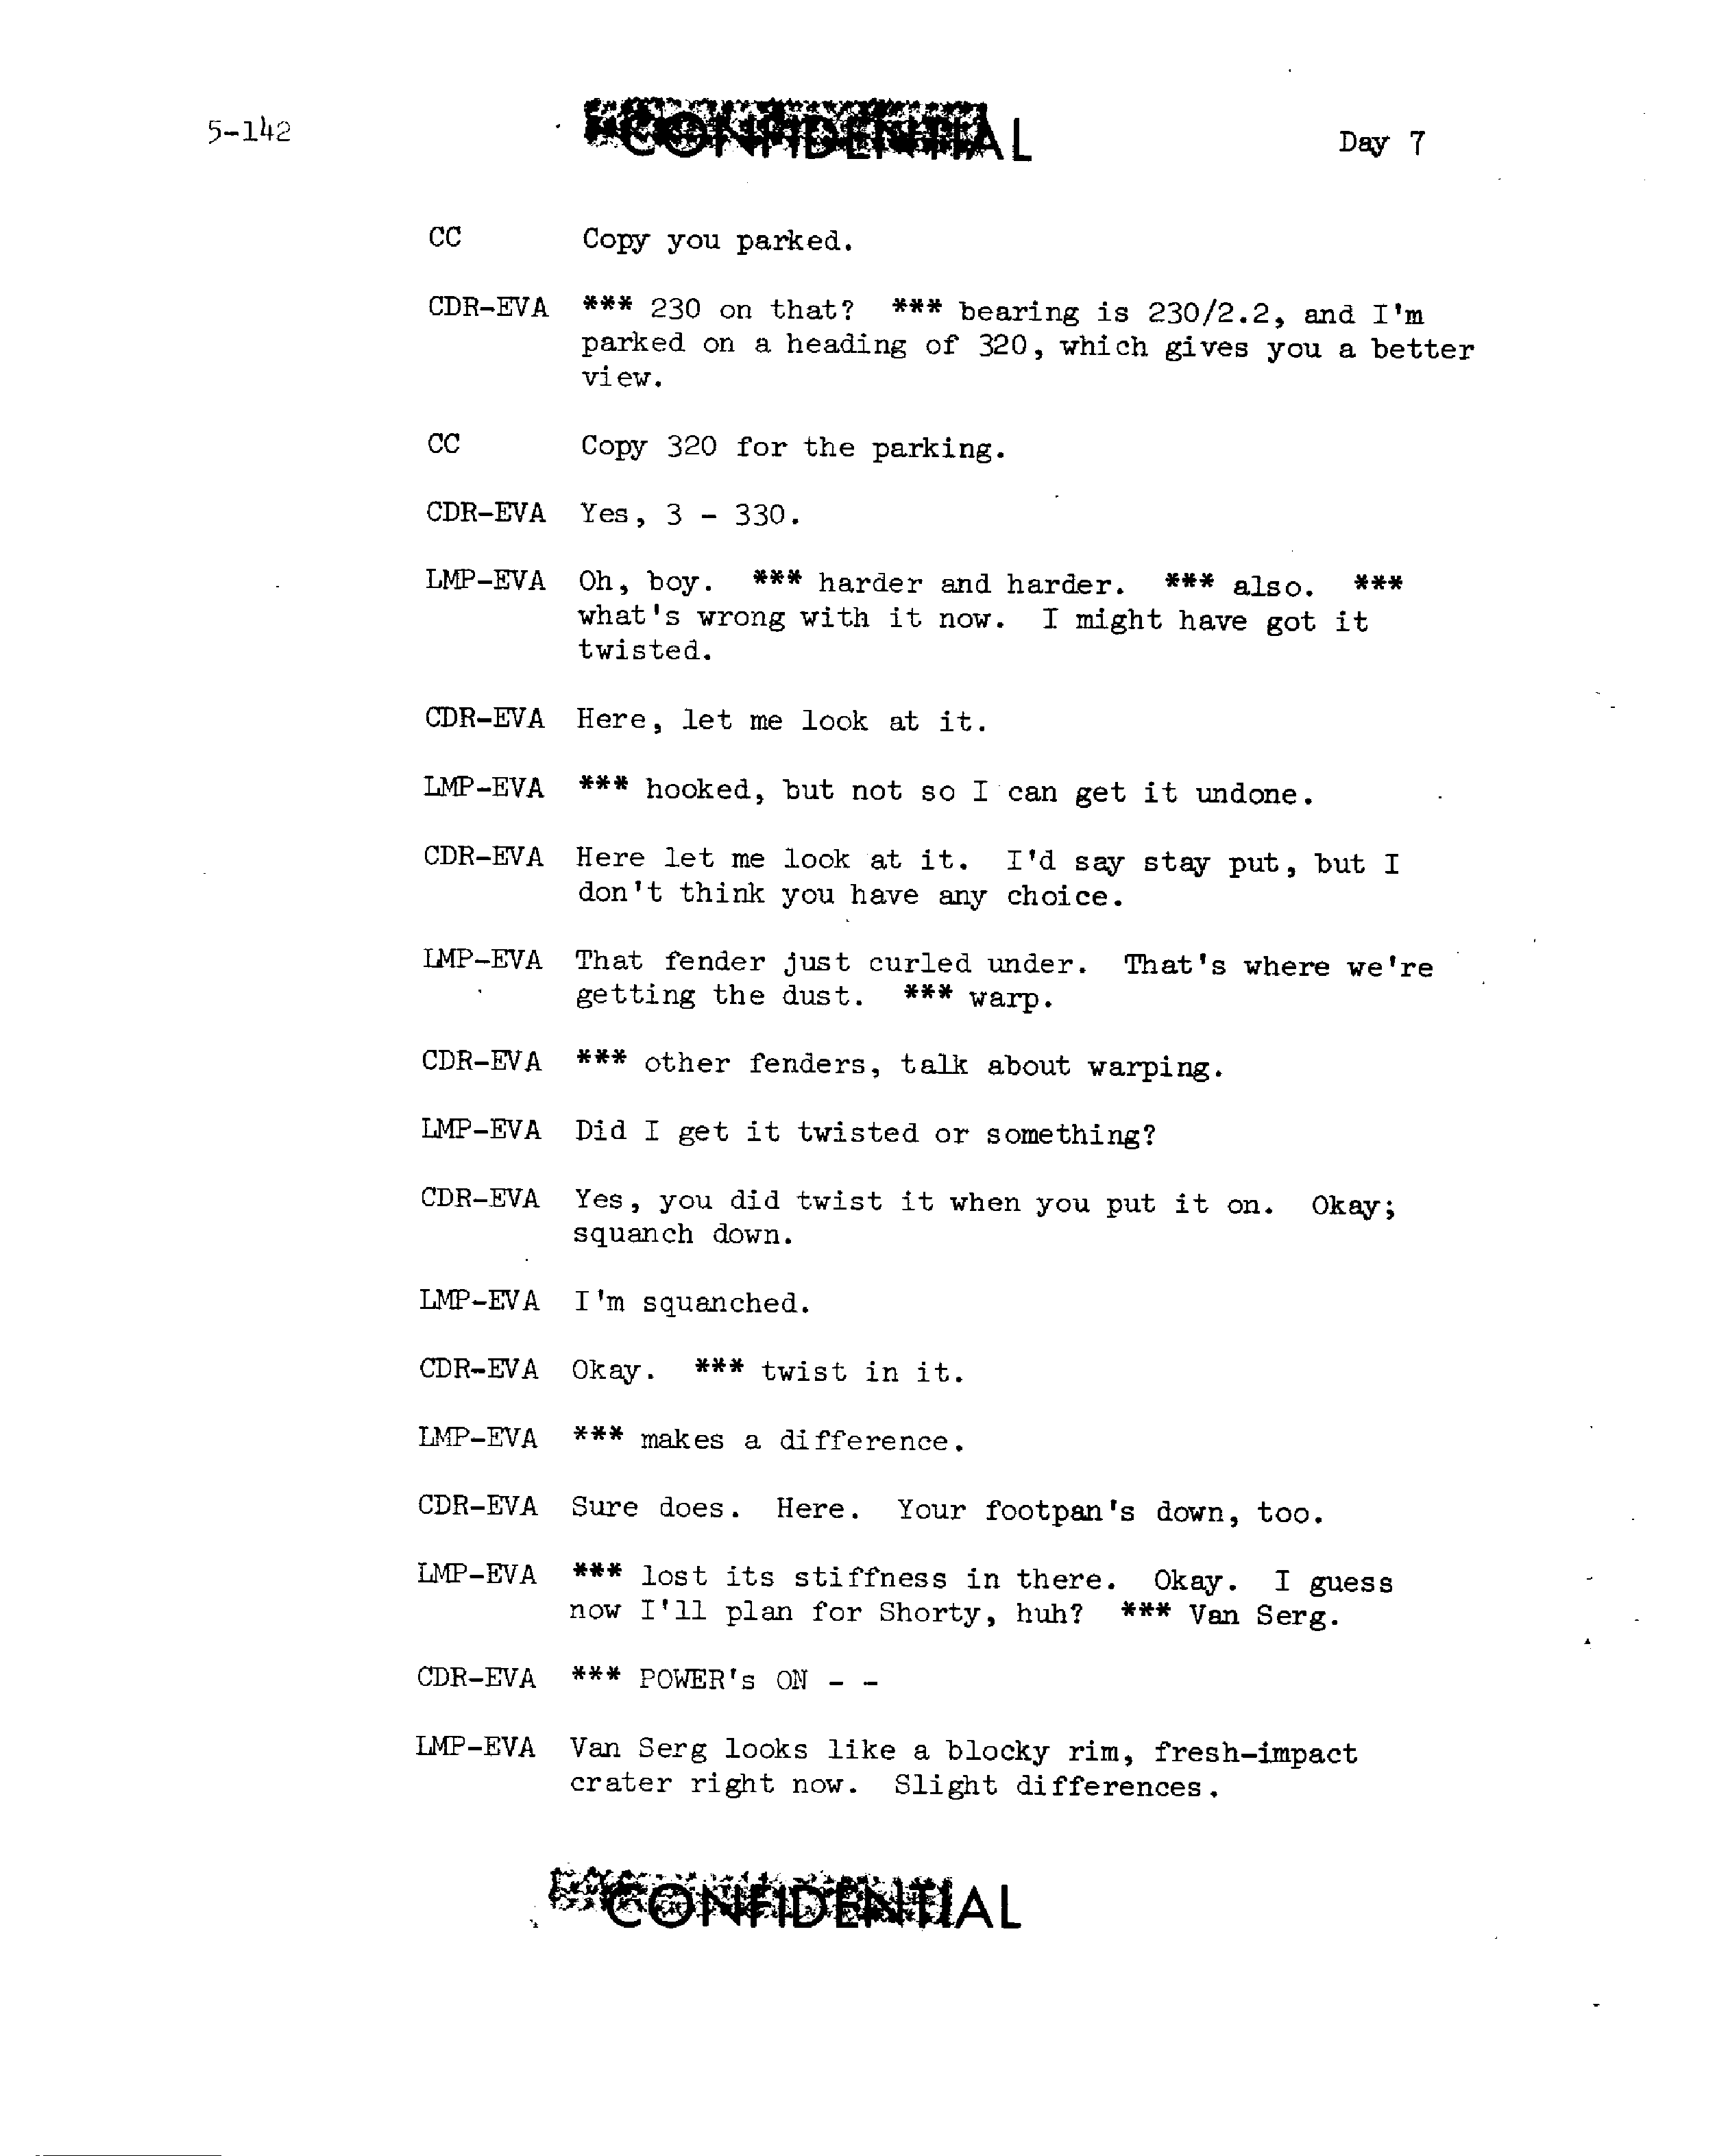 5-142
CONFIDENTIAL
Day 7
CC Copy you parked.
CDR-EVA *** 230 on that? *** bearing is 230/2.2, and I'm
parked on a heading of 320, which gives you a better
view.
CC Copy 320 for the parking.
CDR-EVA Yes, 3 - 330.
LMP-EVA Oh, boy. *** harder and harder. *** also. ***
what's wrong with it now. I might have got it
twisted.
CDR-EVA Here, let me look at it.
LMP-EVA *** hooked, but not so I can get it undone.
CDR-EVA Here let me look at it. I'd say stay put, but I
don't think you have any choice.
LMP-EVA That fender just curled under. That's where we're
getting the dust. *** warp.
CDR-EVA *** other fenders, talk about warping.
LMP-EVA Did I get it twisted or something?
CDR-EVA Yes, you did twist it when you put it on. Okay;
squanch down.
LMP-EVA I'm squanched.
CDR-EVA Okay. *** twist in it.
LMP-EVA *** makes a difference.
CDR-EVA Sure does. Here. Your footpan's down, too.
LMP-EVA *** lost its stiffness in there. Okay. I guess
now I'll plan for Shorty, huh? *** Van Serg.
CDR-EVA *** POWER's ON - -
LMP-EVA Van Serg looks like a blocky rim, fresh-impact
crater right now. Slight differences.
CONFIDENTIAL